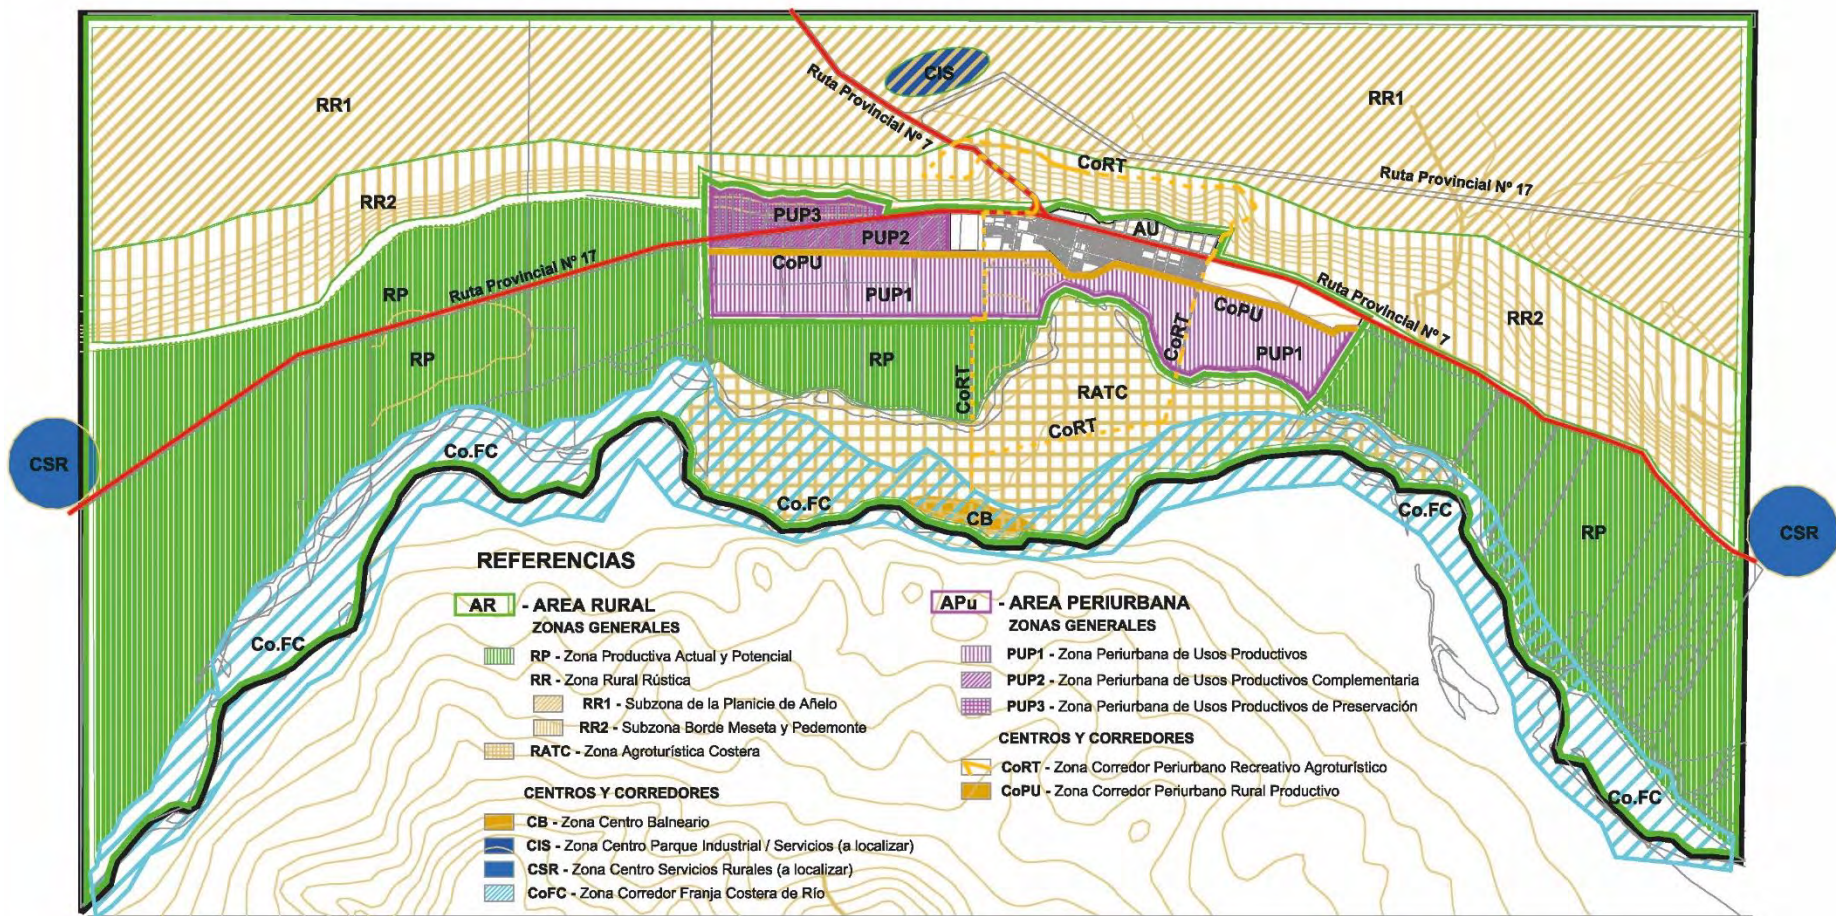 CIS
Ruta Provincial Nº 7
RR1
RR1
CoRT
Ruta Provincial Nº 17
RR2
PUP3
AU
PUP2
CoPU
Ruta Provincial Nº 17
RP
PUP1
CoPU
Ruta Provincial Nº 7
RR2
RP
RP
CoRT
PUP1
CoRT
RATC
CoRT
CSR
Co.FC
Co.FC
CB
Co.FC
RP
CSR
Co.FC
Co.FC
REFERENCIAS
AR - AREA RURAL
ZONAS GENERALES
RP - Zona Productiva Actual y Potencial
RR - Zona Rural Rústica
RR1 - Subzona de la Planicie de Añelo
RR2 - Subzona Borde Meseta y Pedemonte
RATC - Zona Agroturística Costera
CENTROS Y CORREDORES
CB - Zona Centro Balneario
CIS - Zona Centro Parque Industrial / Servicios (a localizar)
CSR - Zona Centro Servicios Rurales (a localizar)
CoFC - Zona Corredor Franja Costera de Río
APu - AREA PERIURBANA
ZONAS GENERALES
PUP1 - Zona Periurbana de Usos Productivos
PUP2 - Zona Periurbana de Usos Productivos Complementaria
PUP3 - Zona Periurbana de Usos Productivos de Preservación
CENTROS Y CORREDORES
CoRT - Zona Corredor Periurbano Recreativo Agroturístico
CoPU - Zona Corredor Periurbano Rural Productivo